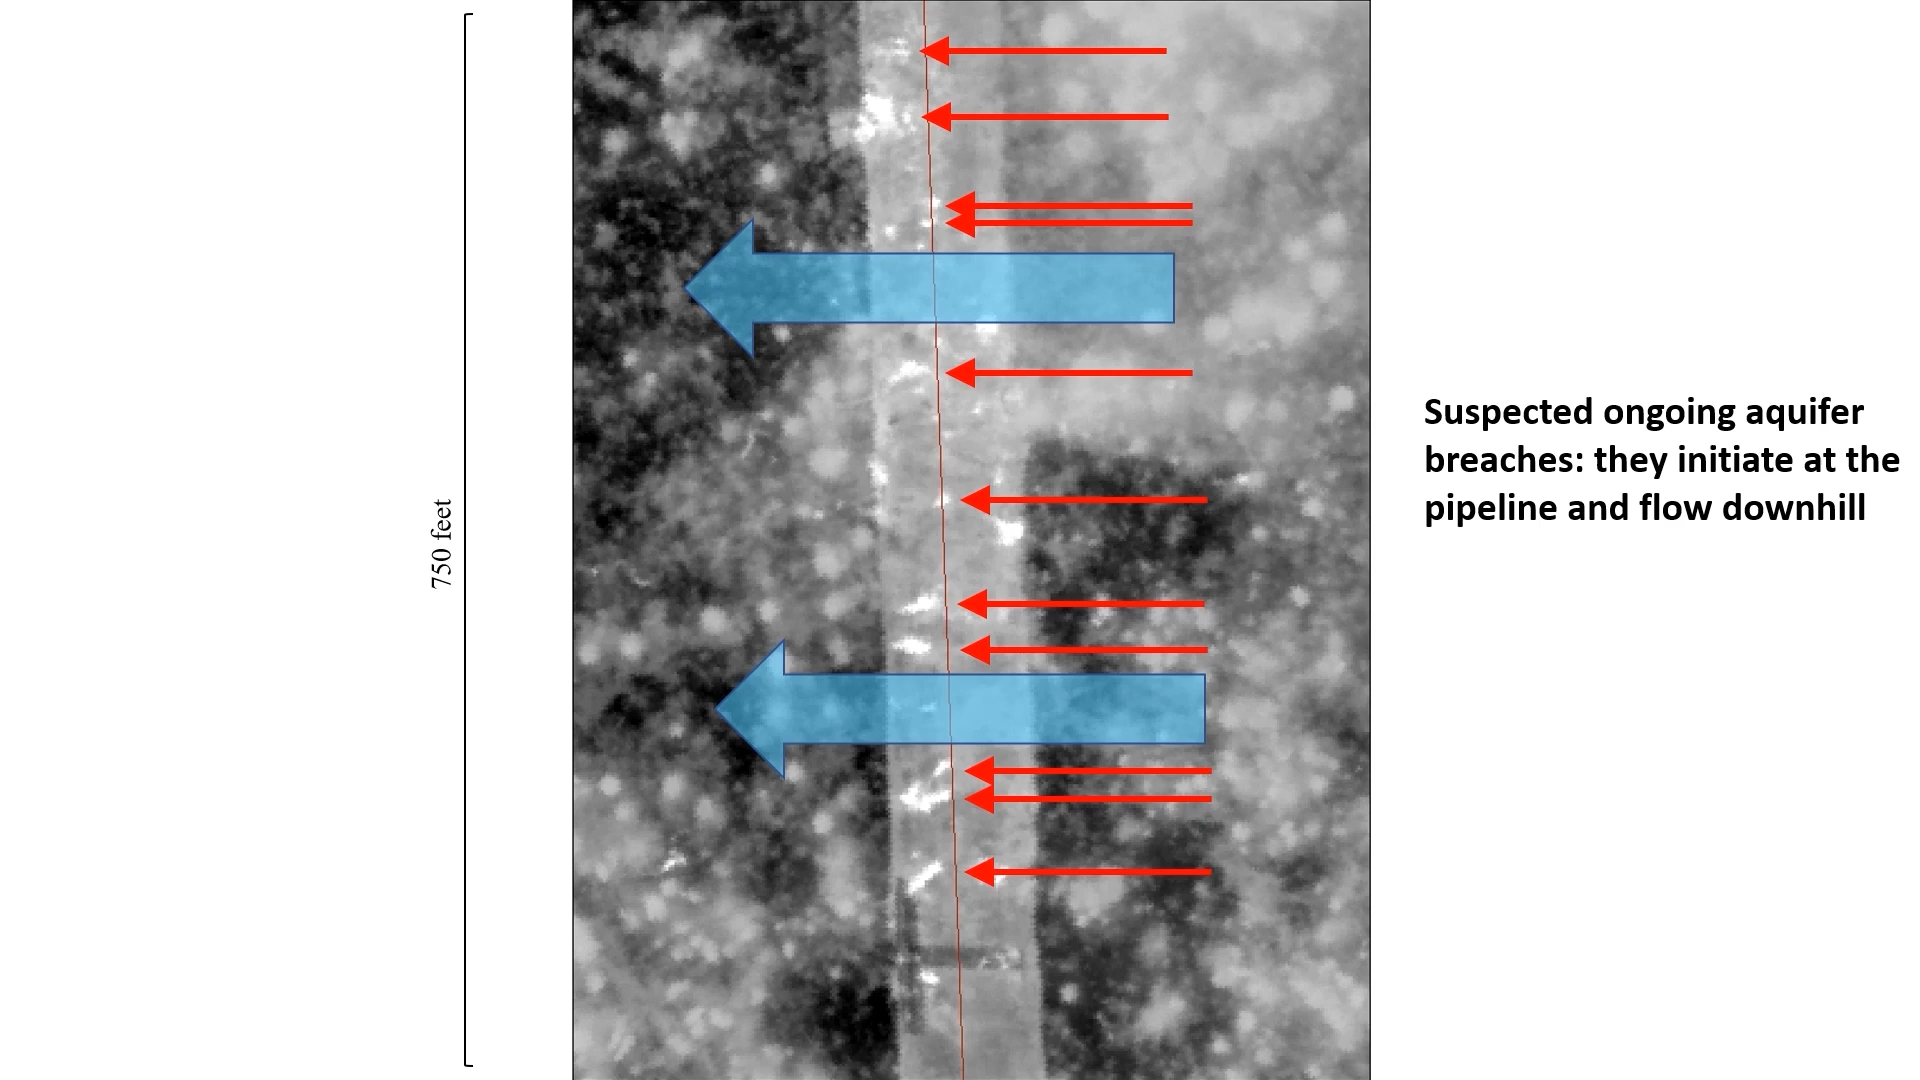 750 feet
Suspected ongoing aquifer
breaches: they initiate at the
pipeline and flow downhill